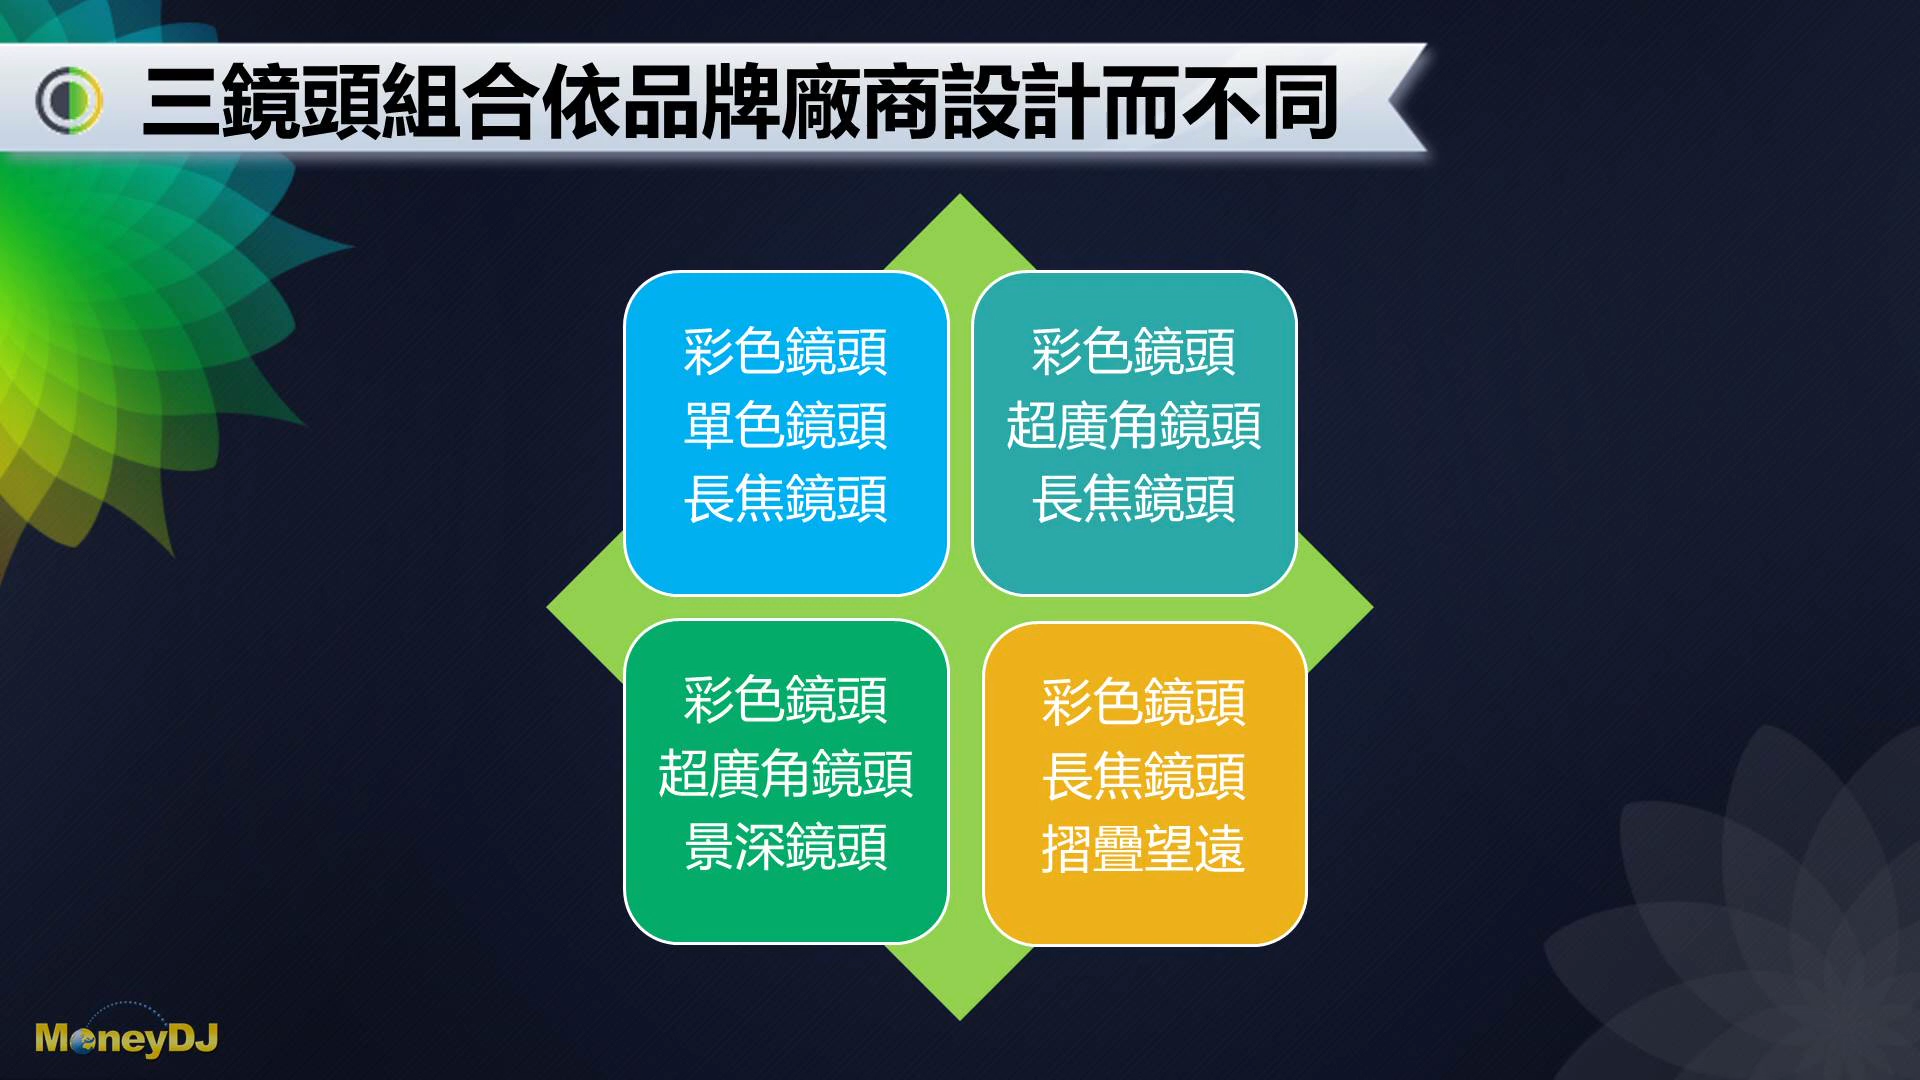 三鏡頭組合依品牌廠商設計而不同
彩色鏡頭
單色鏡頭
長焦鏡頭
彩色鏡頭
超廣角鏡頭
長焦鏡頭
彩色鏡頭
超廣角鏡頭
景深鏡頭
彩色鏡頭
長焦鏡頭
摺疊望遠
MoneyDJ